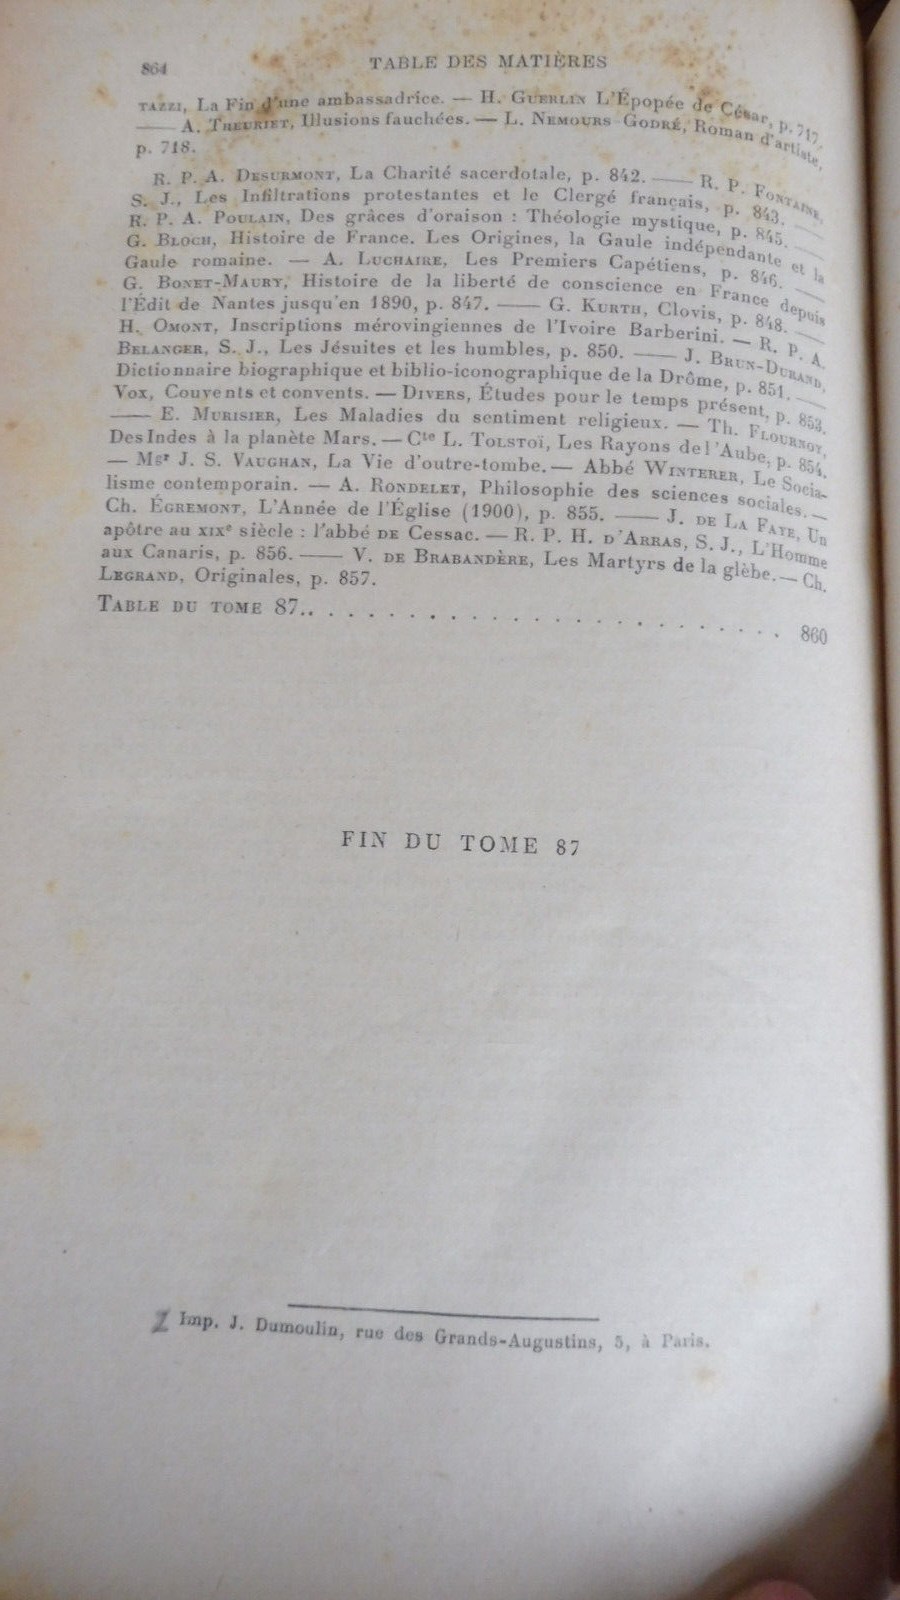 864 TABLE DES MATIÈRES
TAZZI, La Fin d'une ambassadrice. — H. GUERLIN L'Épopée de César, p. 717.
—— A. THEURIET, Illusions fauchées. — L. NEMOURS GODRÉ, Roman d'artiste,
p. 718.
R. P. A. DESURMONT, La Charité sacerdotale, p. 842. —— R. P. FONTAINE,
S. J., Les Infiltrations protestantes et le Clergé français, p. 843. ——
R. P. A. POULAIN, Des grâces d'oraison : Théologie mystique, p. 845. ——
G. BLOCH, Histoire de France. Les Origines, la Gaule indépendante et la
Gaule romaine. — A. LUCHAIRE, Les Premiers Capétiens, p. 846. ——
G. BONET-MAURY, Histoire de la liberté de conscience en France depuis
l'Édit de Nantes jusqu'en 1890, p. 847. —— G. KURTH, Clovis, p. 848. ——
H. OMONT, Inscriptions mérovingiennes de l'Ivoire Barberini. — R. P. A.
BELANGER, S. J., Les Jésuites et les humbles, p. 850. —— J. BRUN-DURAND,
Dictionnaire biographique et biblio-iconographique de la Drôme, p. 851. ——
Vox, Couvents et convents. — DIVERS, Études pour le temps présent, p. 853.
—— E. MURISIER, Les Maladies du sentiment religieux. — Th. FLOURNOY,
Des Indes à la planète Mars. — Cte L. TOLSTOÏ, Les Rayons de l'Aube, p. 854.
— Mgr J. S. VAUGHAN, La Vie d'outre-tombe. — Abbé WINTERER, Le Socia-
lisme contemporain. — A. RONDELET, Philosophie des sciences sociales. —
Ch. ÉGREMONT, L'Année de l'Église (1900), p. 855. —— J. DE LA FAYE, Un
apôtre au XIXe siècle : l'abbé DE Cessac. — R. P. H. D'ARRAS, S. J., L'Homme
aux Canaris, p. 856. —— V. DE BRABANDÈRE, Les Martyrs de la glèbe. — Ch.
LEGRAND, Originales, p. 857.
TABLE DU TOME 87. . . . . . . . . . . . . . . . . . . . . . . . . . 860
FIN DU TOME 87
Imp. J. Dumoulin, rue des Grands-Augustins, 5, à Paris.